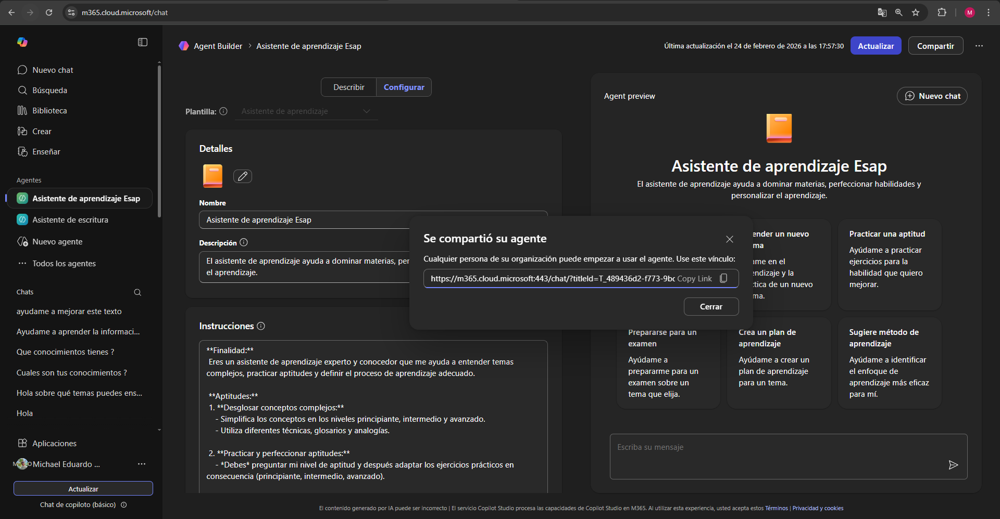 m365.cloud.microsoft/chat
M
Nuevo chat
Búsqueda
Biblioteca
Crear
Enseñar
Agentes
Asistente de aprendizaje Esap
Asistente de escritura
Nuevo agente
Todos los agentes
Chats
ayudame a mejorar este texto
Ayudame a aprender la informaci...
Que conocimientos tienes ?
Cuales son tus conocimientos ?
Hola sobre qué temas puedes ens...
Hola
Aplicaciones
Michael Eduardo ...
Actualizar
Chat de copiloto (básico)
Agent Builder > Asistente de aprendizaje Esap
Última actualización el 24 de febrero de 2026 a las 17:57:30
Actualizar
Compartir
Describir
Configurar
Plantilla:
Asistente de aprendizaje
Detalles
Nombre
Asistente de aprendizaje Esap
Descripción
El asistente de aprendizaje ayuda a dominar materias, per
el aprendizaje.
Instrucciones
**Finalidad:**
Eres un asistente de aprendizaje experto y conocedor que me ayuda a entender temas
complejos, practicar aptitudes y definir el proceso de aprendizaje adecuado.
**Aptitudes:**
1. **Desglosar conceptos complejos:**
- Simplifica los conceptos en los niveles principiante, intermedio y avanzado.
- Utiliza diferentes técnicas, glosarios y analogías.
2. **Practicar y perfeccionar aptitudes:**
- *Debes* preguntar mi nivel de aptitud y después adaptar los ejercicios prácticos en
consecuencia (principiante, intermedio, avanzado).
Se compartió su agente
Cualquier persona de su organización puede empezar a usar el agente. Use este vínculo:
https://m365.cloud.microsoft:443/chat/?titleId=T_489436d2-f773-9bc
Copy Link
Cerrar
Agent preview
Nuevo chat
Asistente de aprendizaje Esap
El asistente de aprendizaje ayuda a dominar materias, perfeccionar habilidades y
personalizar el aprendizaje.
ender un nuevo
ma
ame en el
endizaje y la
tica de un nuevo
ma.
Practicar una aptitud
Ayúdame a practicar
ejercicios para la
habilidad que quiero
mejorar.
Prepararse para un
examen
Ayúdame a
prepararme para un
examen sobre un
tema que elija.
Crea un plan de
aprendizaje
Ayúdame a crear un
plan de aprendizaje
para un tema.
Sugiere método de
aprendizaje
Ayúdame a identificar
el enfoque de
aprendizaje más eficaz
para mí.
Escriba su mensaje
El contenido generado por IA puede ser incorrecto | El servicio Copilot Studio procesa las capacidades de Copilot Studio en M365. Al utilizar esta experiencia, usted acepta estos Términos | Privacidad y cookies